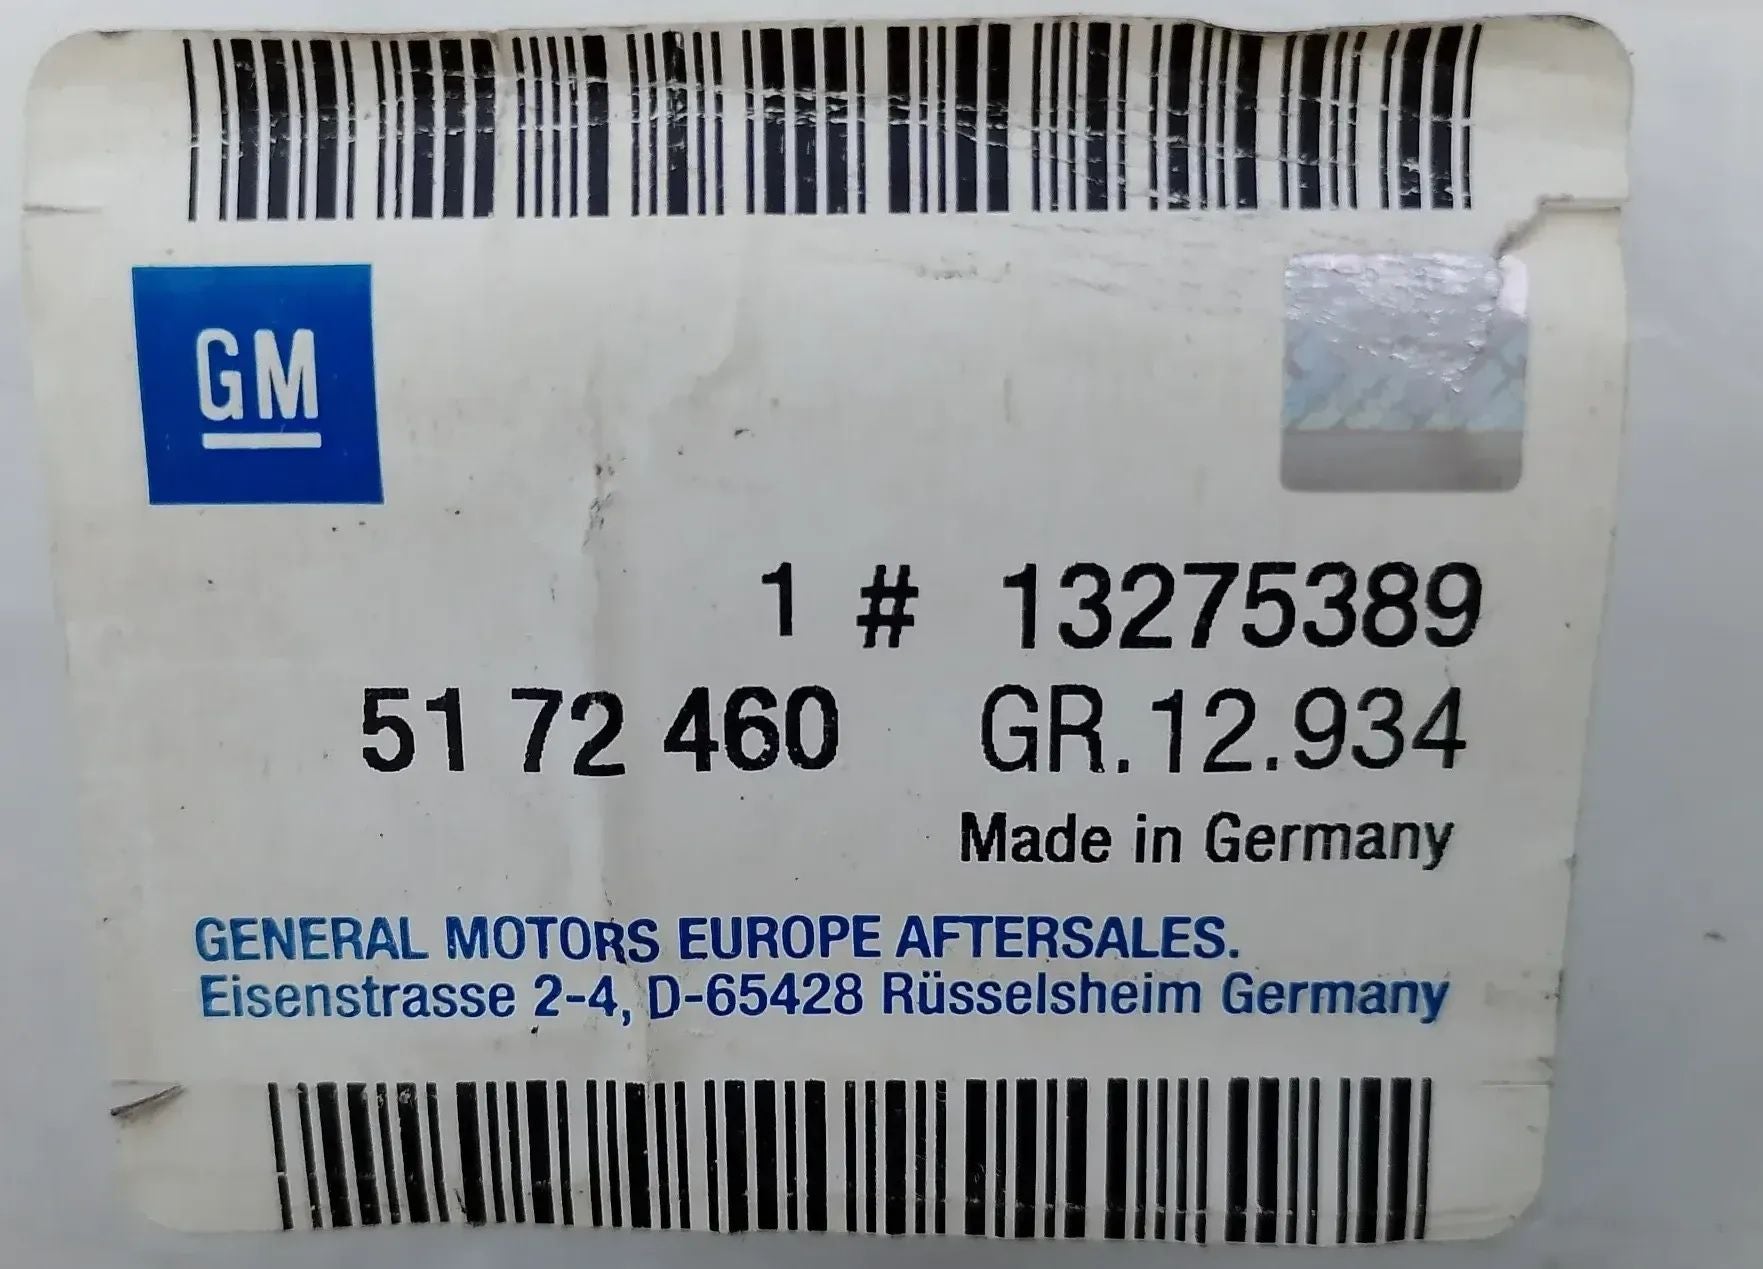 GM
1 # 13275389
51 72 460 GR. 12.934
Made in Germany
GENERAL MOTORS EUROPE AFTERSALES.
Eisenstrasse 2-4, D-65428 Rüsselsheim Germany